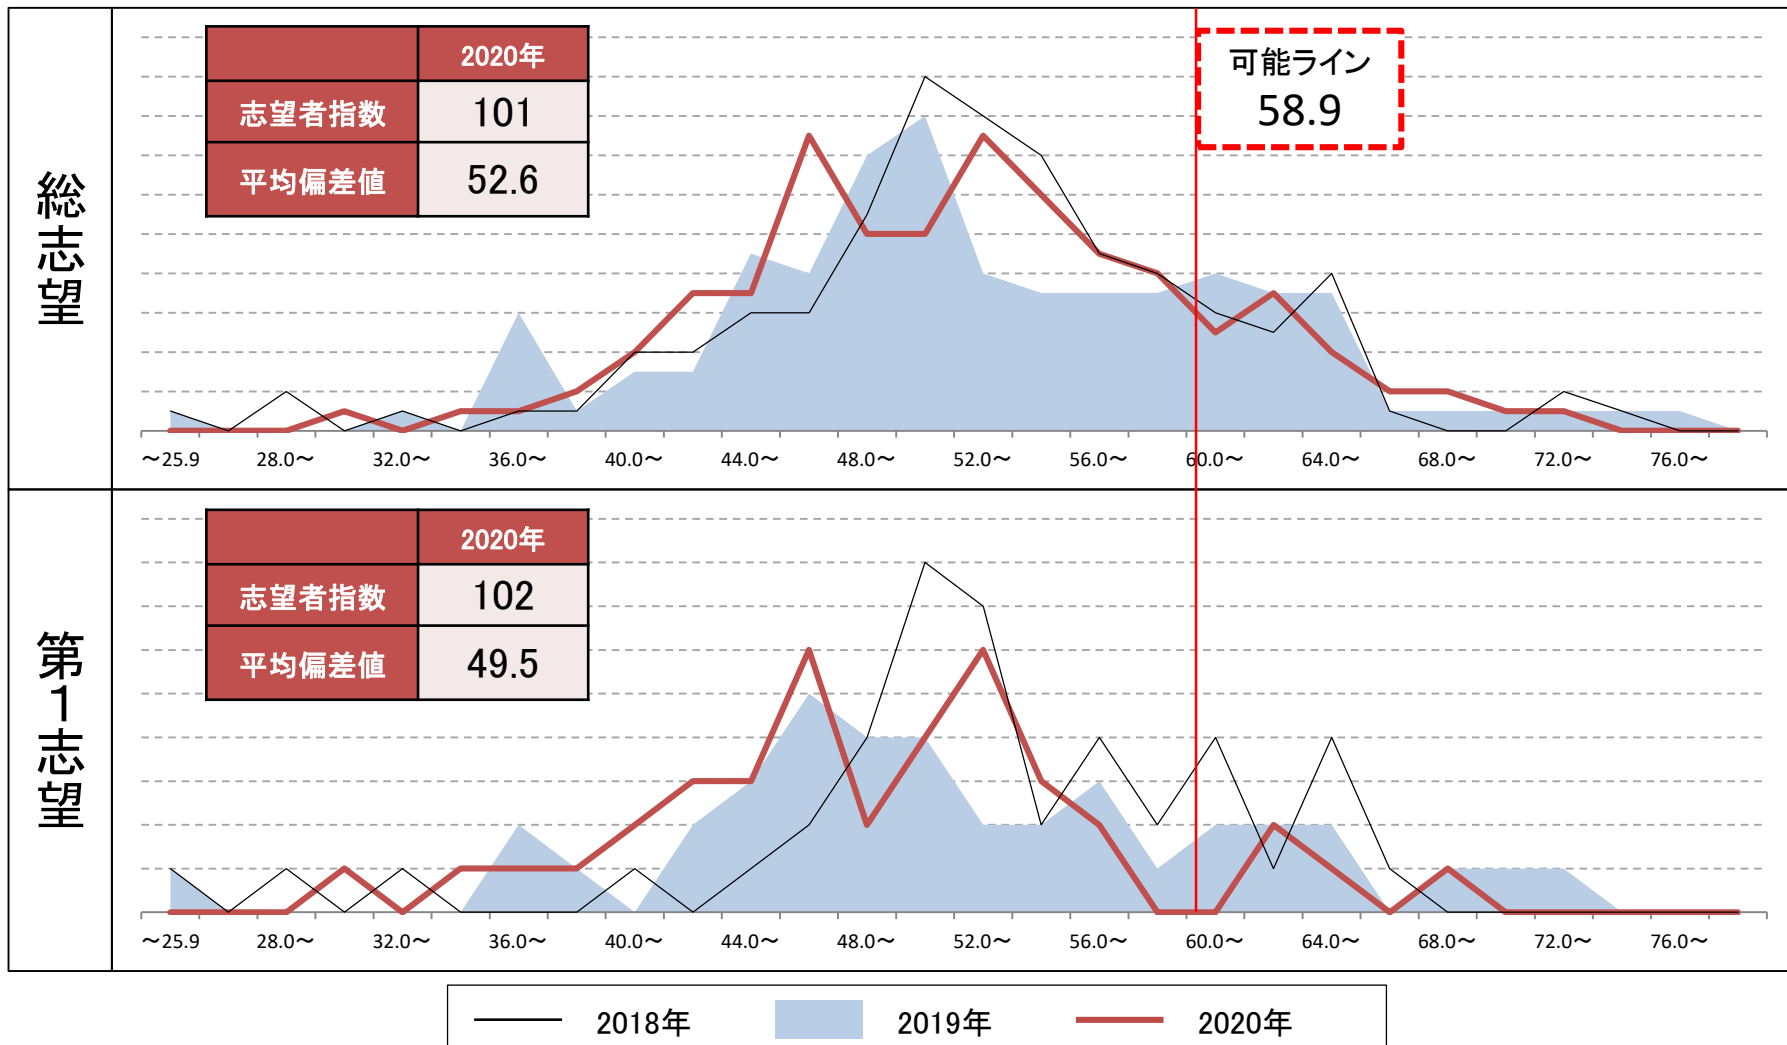 総志望
2020年
志望者指数 101
平均偏差値 52.6
可能ライン
58.9
～25.9 28.0～ 32.0～ 36.0～ 40.0～ 44.0～ 48.0～ 52.0～ 56.0～ 60.0～ 64.0～ 68.0～ 72.0～ 76.0～
第1志望
2020年
志望者指数 102
平均偏差値 49.5
～25.9 28.0～ 32.0～ 36.0～ 40.0～ 44.0～ 48.0～ 52.0～ 56.0～ 60.0～ 64.0～ 68.0～ 72.0～ 76.0～
2018年 2019年 2020年